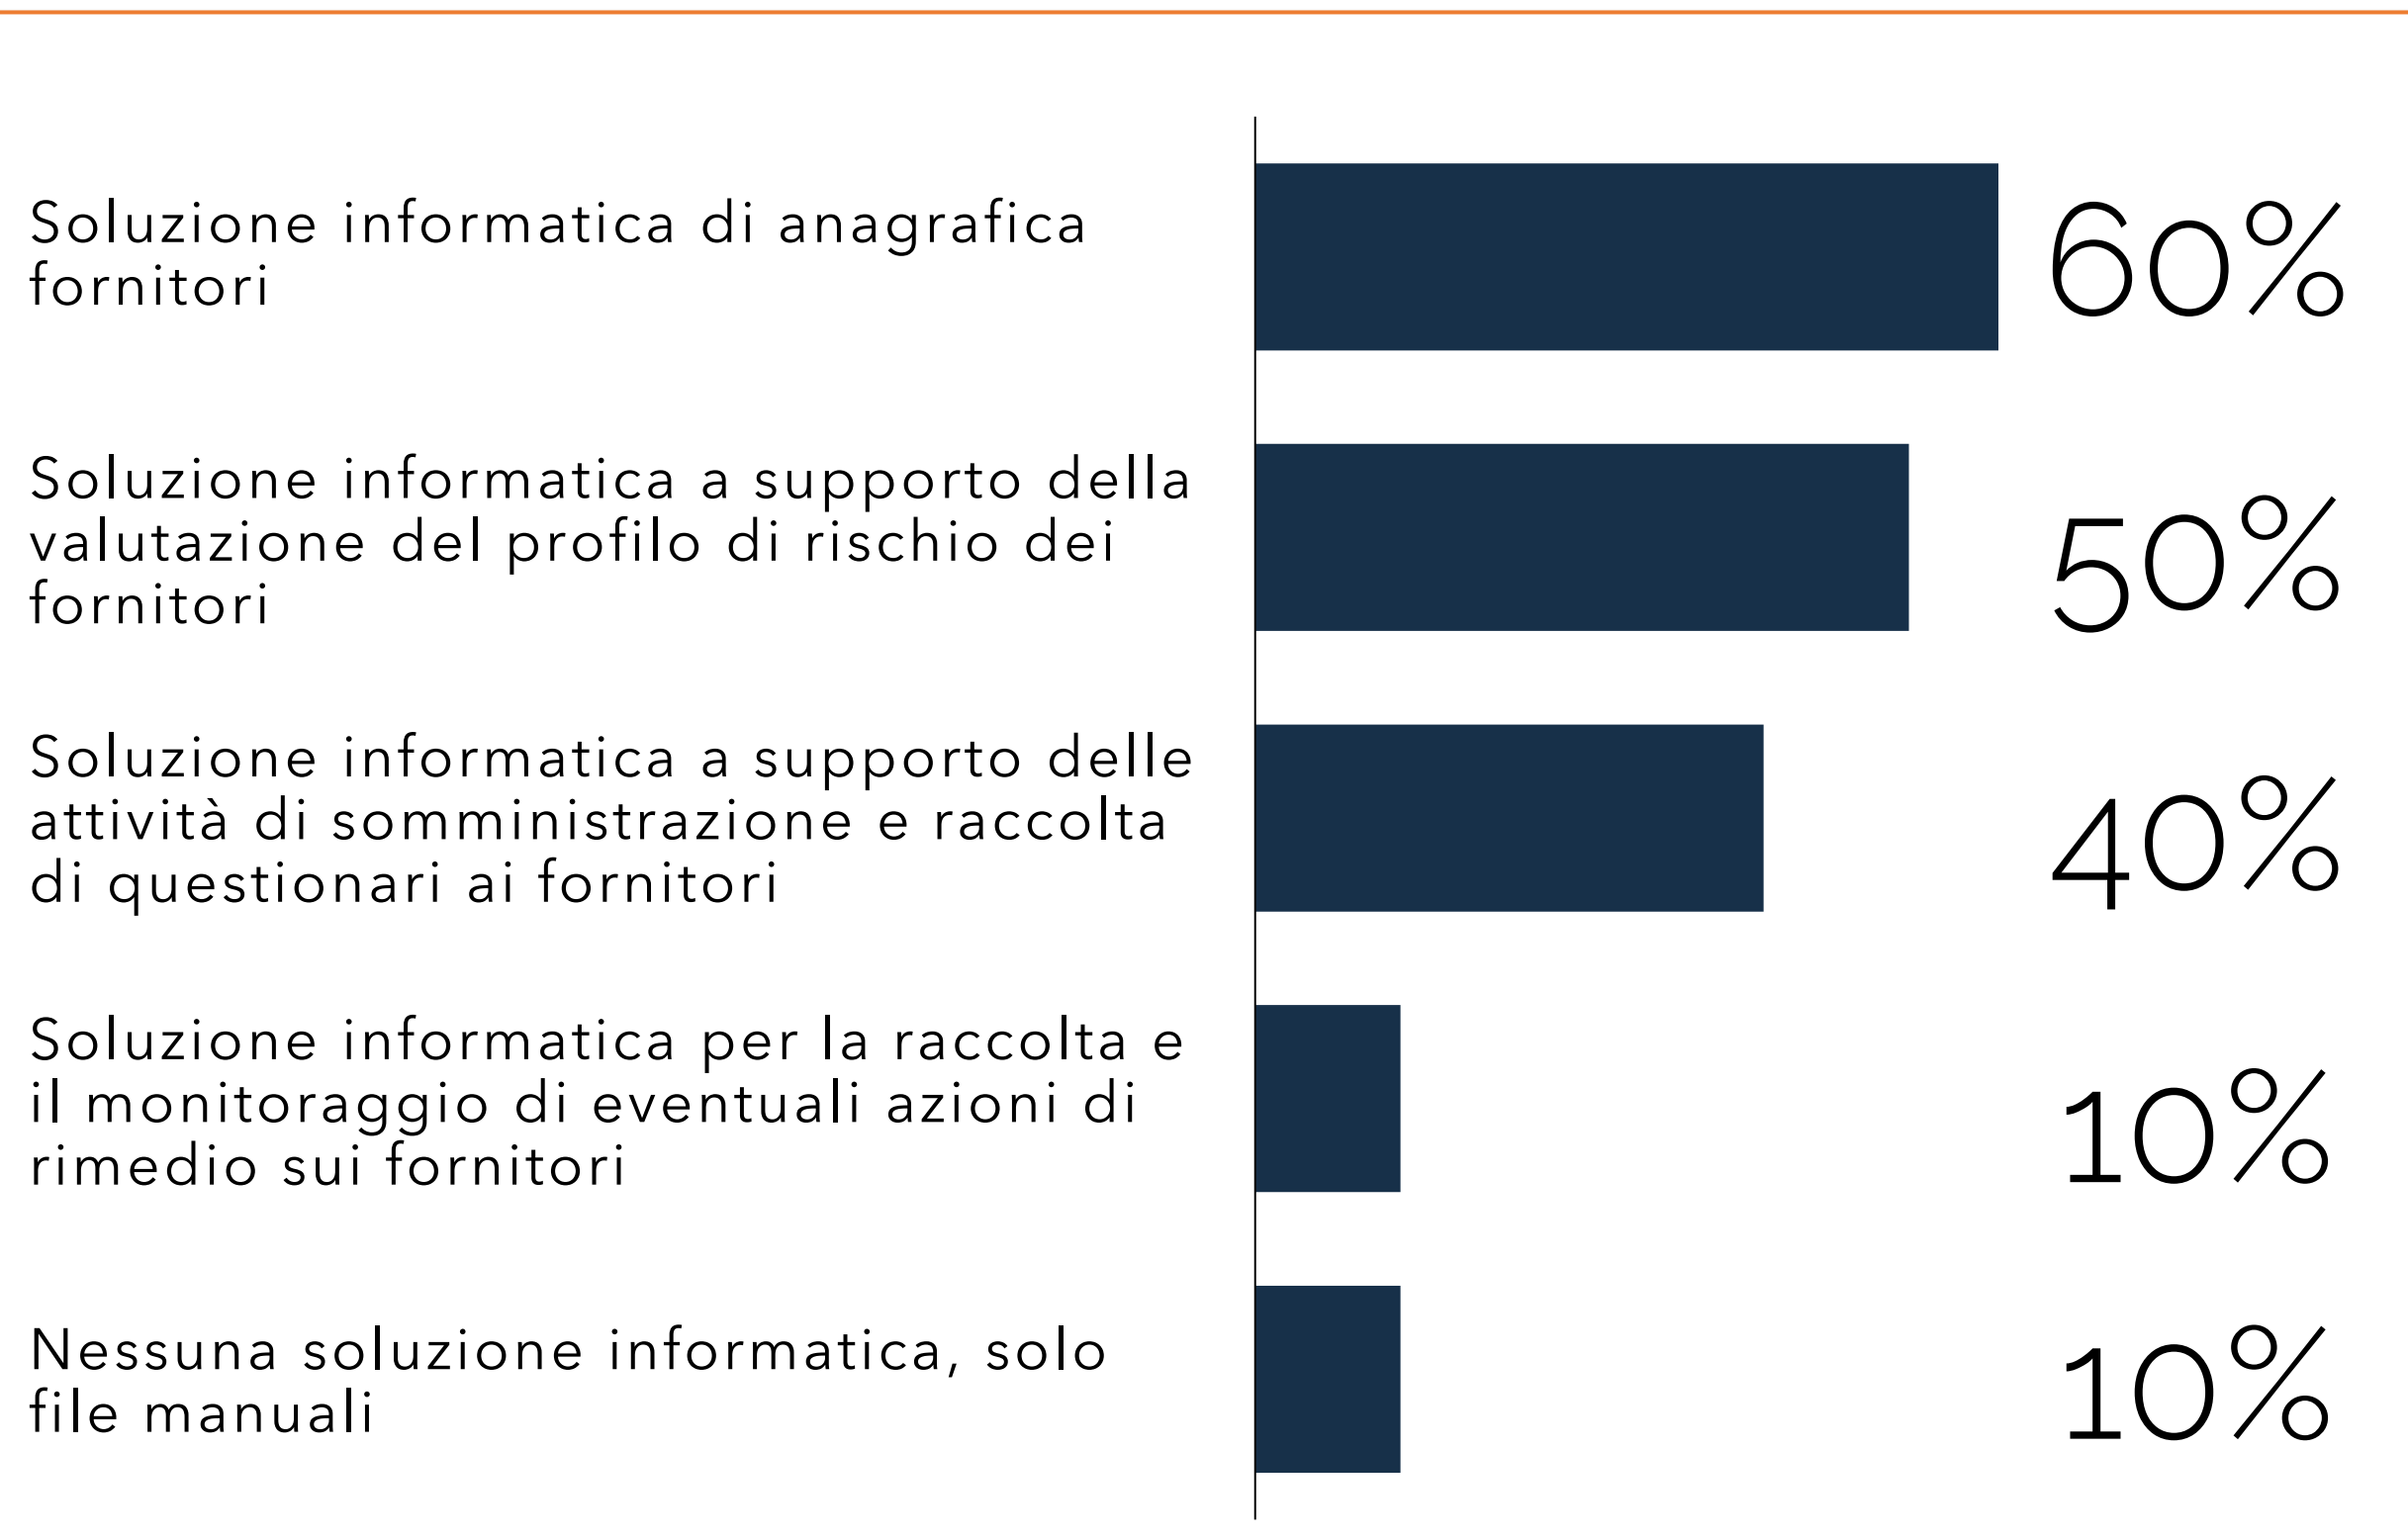 Soluzione informatica di anagrafica
fornitori
60%
Soluzione informatica a supporto della
valutazione del profilo di rischio dei
fornitori
50%
Soluzione informatica a supporto delle
attività di somministrazione e raccolta
di questionari ai fornitori
40%
Soluzione informatica per la raccolta e
il monitoraggio di eventuali azioni di
rimedio sui fornitori
10%
Nessuna soluzione informatica, solo
file manuali
10%